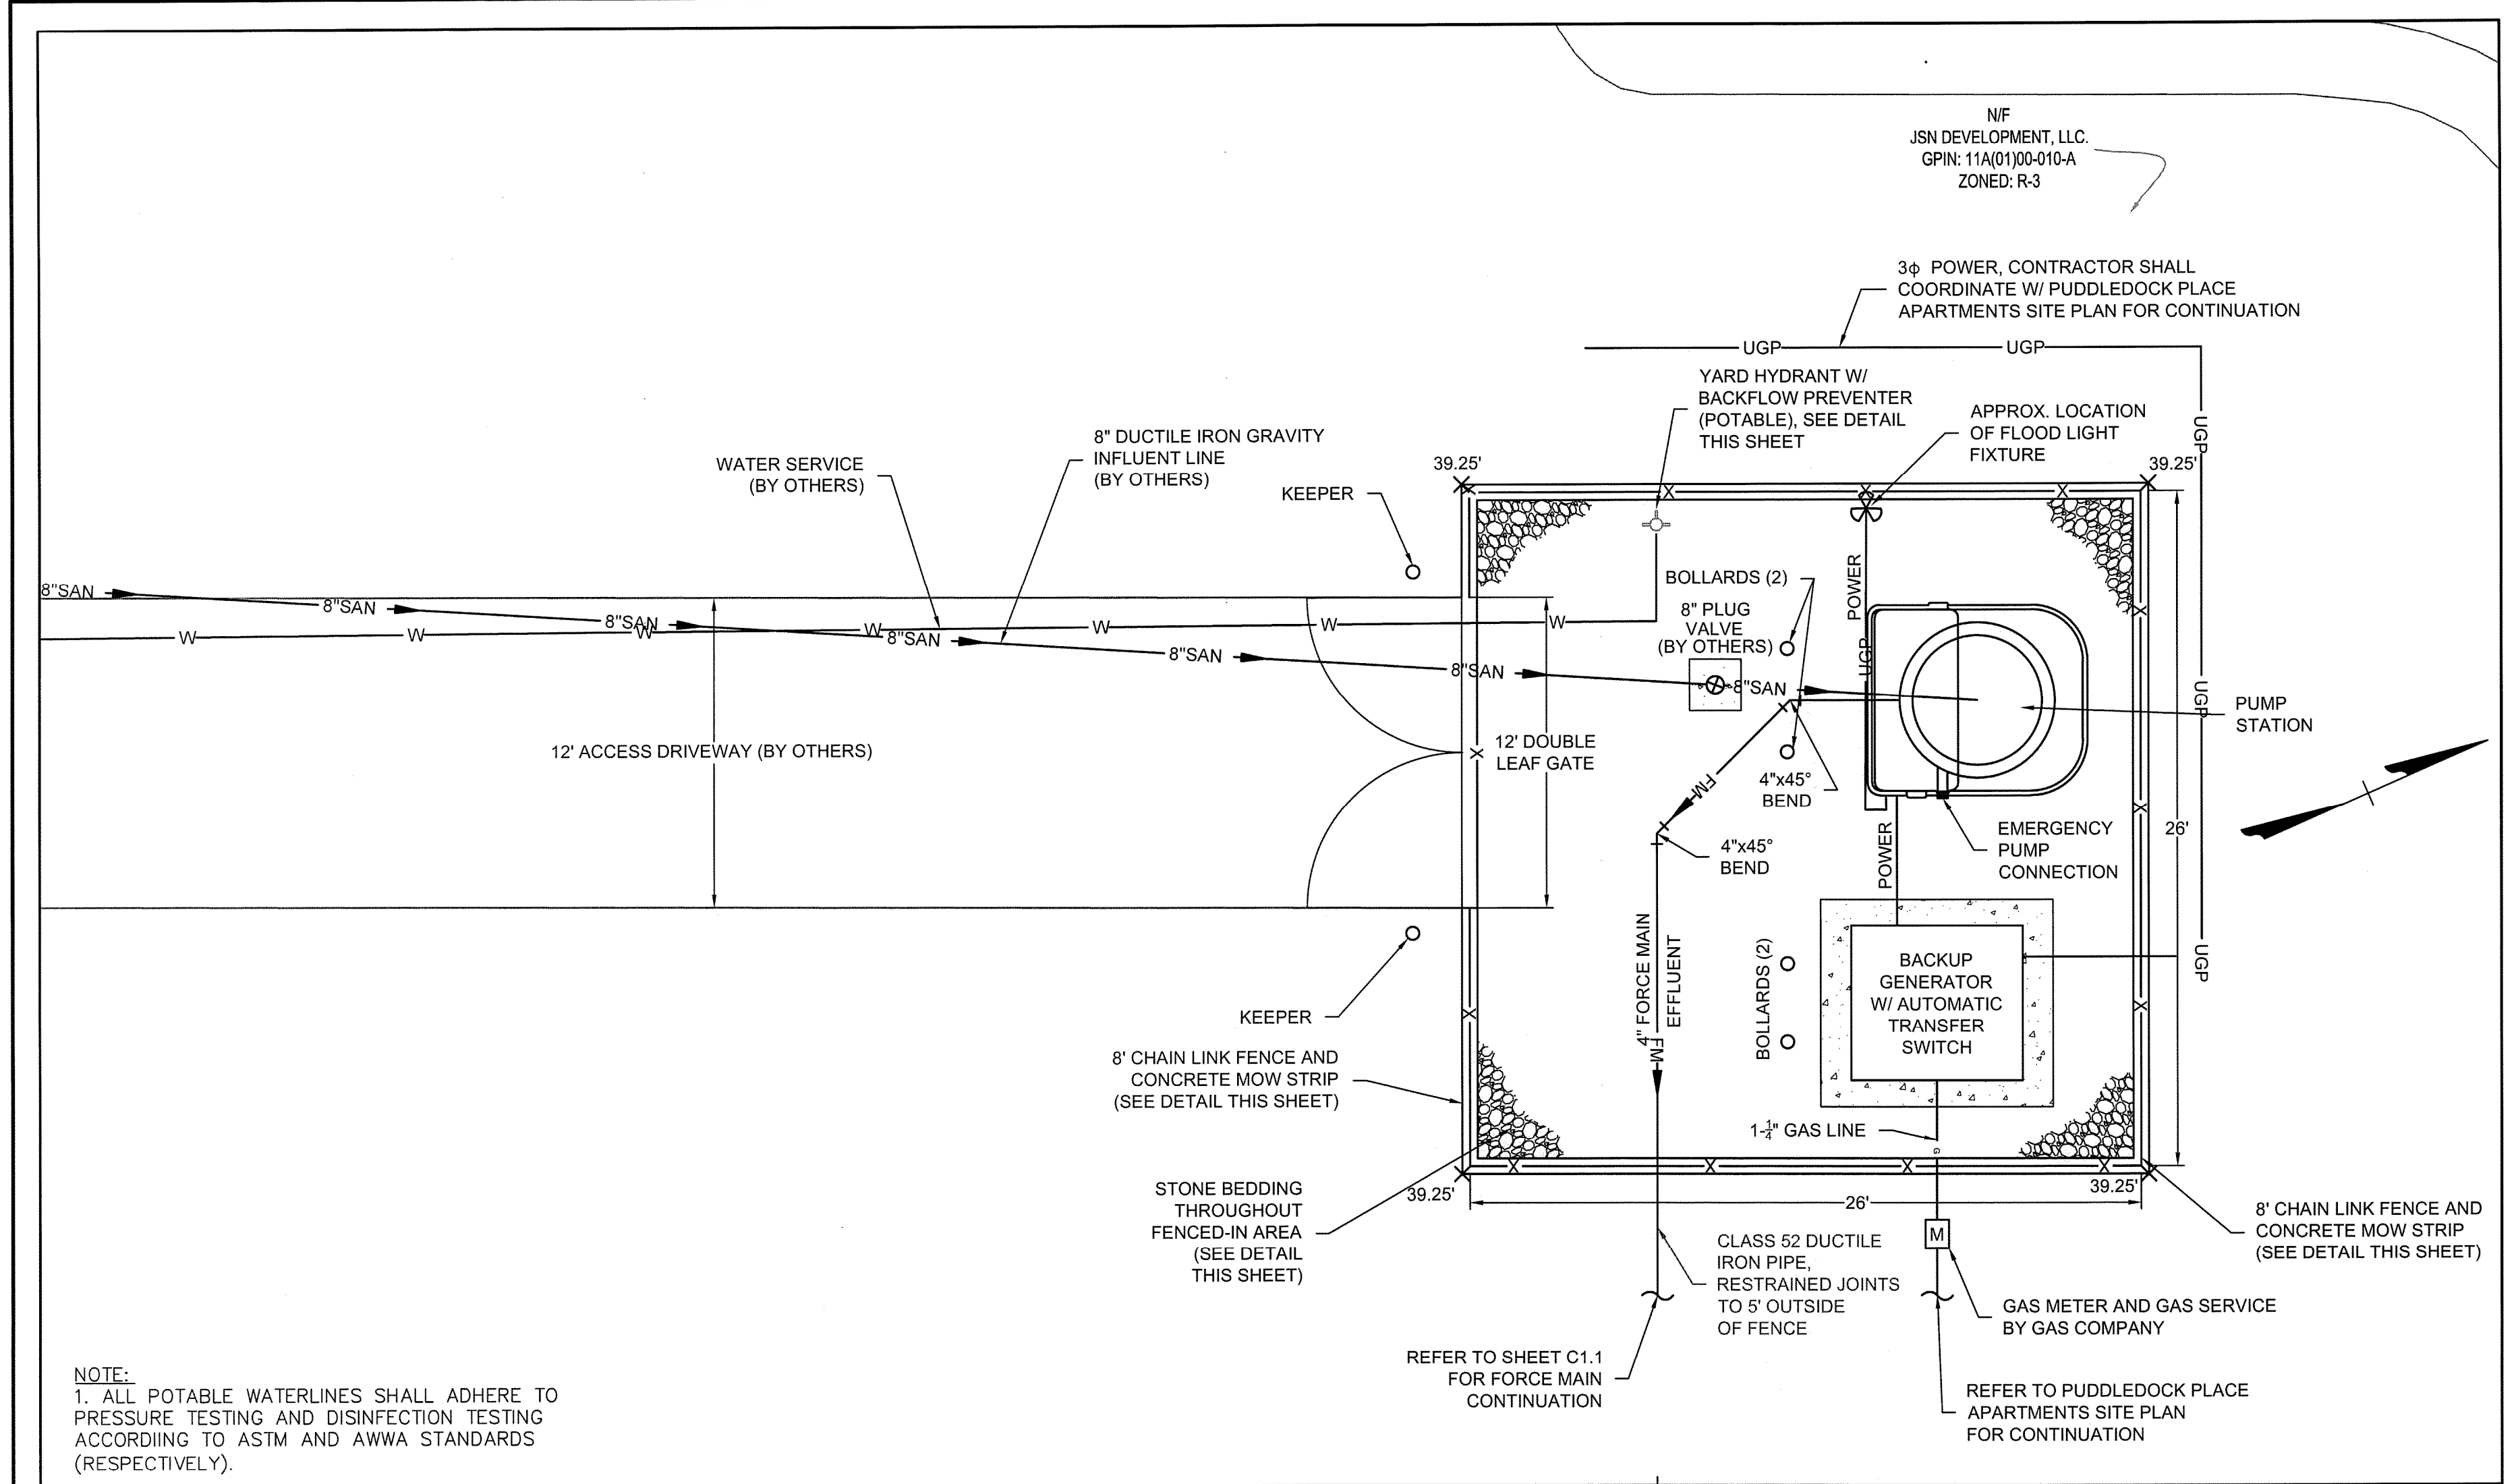 N/F
JSN DEVELOPMENT, LLC.
GPIN: 11A(01)00-010-A
ZONED: R-3
3ϕ POWER, CONTRACTOR SHALL
COORDINATE W/ PUDDLEDOCK PLACE
APARTMENTS SITE PLAN FOR CONTINUATION
UGP
UGP
YARD HYDRANT W/
BACKFLOW PREVENTER
(POTABLE), SEE DETAIL
THIS SHEET
APPROX. LOCATION
OF FLOOD LIGHT
FIXTURE
UGP
8" DUCTILE IRON GRAVITY
INFLUENT LINE
(BY OTHERS)
WATER SERVICE
(BY OTHERS)
KEEPER
39.25'
39.25'
X
X
X
X
POWER
BOLLARDS (2)
8" PLUG
VALVE
(BY OTHERS)
8"SAN
8"SAN
8"SAN
8"SAN
8"SAN
8"SAN
8"SAN
W
W
W
W
W
W
W
UGP
UGP
PUMP
STATION
12' ACCESS DRIVEWAY (BY OTHERS)
12' DOUBLE
LEAF GATE
X
X
X
FM
4"x45°
BEND
4"x45°
BEND
EMERGENCY
PUMP
CONNECTION
26'
POWER
4" FORCE MAIN
EFFLUENT
FM
BOLLARDS (2)
BACKUP
GENERATOR
W/ AUTOMATIC
TRANSFER
SWITCH
UGP
X
X
KEEPER
8' CHAIN LINK FENCE AND
CONCRETE MOW STRIP
(SEE DETAIL THIS SHEET)
1-1/4" GAS LINE
G
X
X
X
X
STONE BEDDING
THROUGHOUT
FENCED-IN AREA
(SEE DETAIL
THIS SHEET)
39.25'
39.25'
26'
M
8' CHAIN LINK FENCE AND
CONCRETE MOW STRIP
(SEE DETAIL THIS SHEET)
CLASS 52 DUCTILE
IRON PIPE,
RESTRAINED JOINTS
TO 5' OUTSIDE
OF FENCE
GAS METER AND GAS SERVICE
BY GAS COMPANY
REFER TO SHEET C1.1
FOR FORCE MAIN
CONTINUATION
REFER TO PUDDLEDOCK PLACE
APARTMENTS SITE PLAN
FOR CONTINUATION
NOTE:
1. ALL POTABLE WATERLINES SHALL ADHERE TO
PRESSURE TESTING AND DISINFECTION TESTING
ACCORDIING TO ASTM AND AWWA STANDARDS
(RESPECTIVELY).